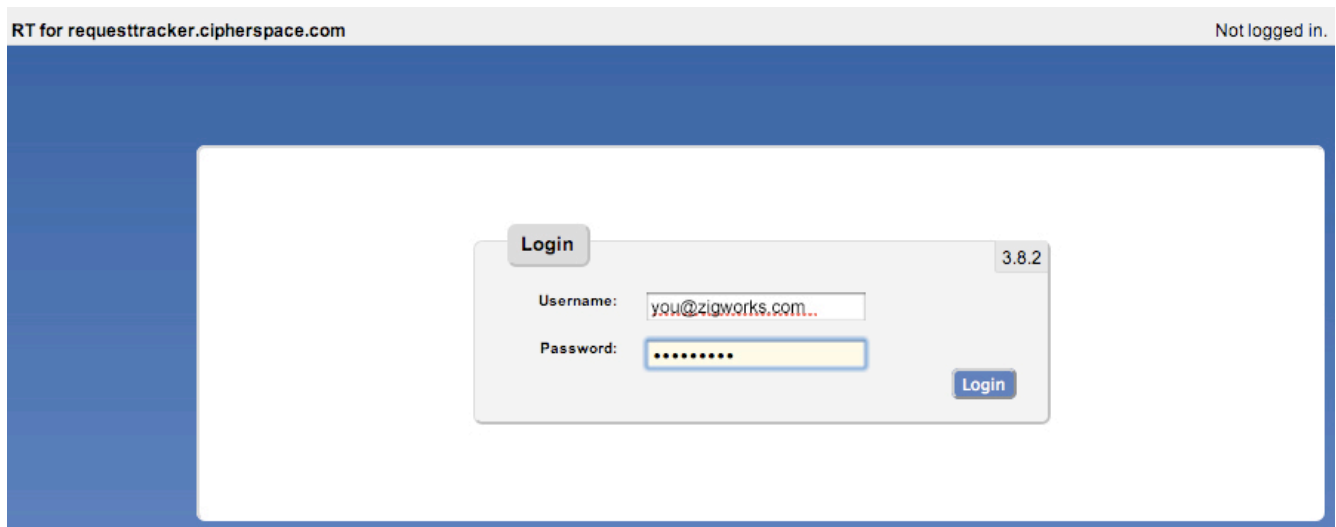 RT for requesttracker.cipherspace.com Not logged in.
Login
3.8.2
Username: you@zigworks.com
Password: •••••••••
Login